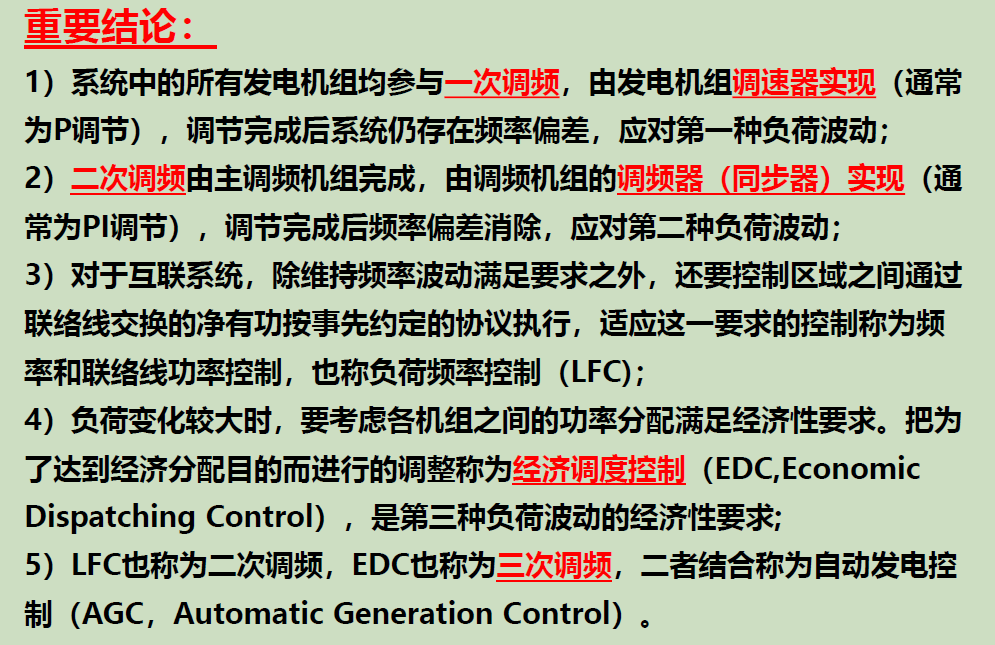 重要结论：
1）系统中的所有发电机组均参与一次调频，由发电机组调速器实现（通常
为P调节），调节完成后系统仍存在频率偏差，应对第一种负荷波动；
2）二次调频由主调频机组完成，由调频机组的调频器（同步器）实现（通
常为PI调节），调节完成后频率偏差消除，应对第二种负荷波动；
3）对于互联系统，除维持频率波动满足要求之外，还要控制区域之间通过
联络线交换的净有功按事先约定的协议执行，适应这一要求的控制称为频
率和联络线功率控制，也称负荷频率控制（LFC）；
4）负荷变化较大时，要考虑各机组之间的功率分配满足经济性要求。把为
了达到经济分配目的而进行的调整称为经济调度控制（EDC,Economic
Dispatching Control），是第三种负荷波动的经济性要求;
5）LFC也称为二次调频，EDC也称为三次调频，二者结合称为自动发电控
制（AGC，Automatic Generation Control）。